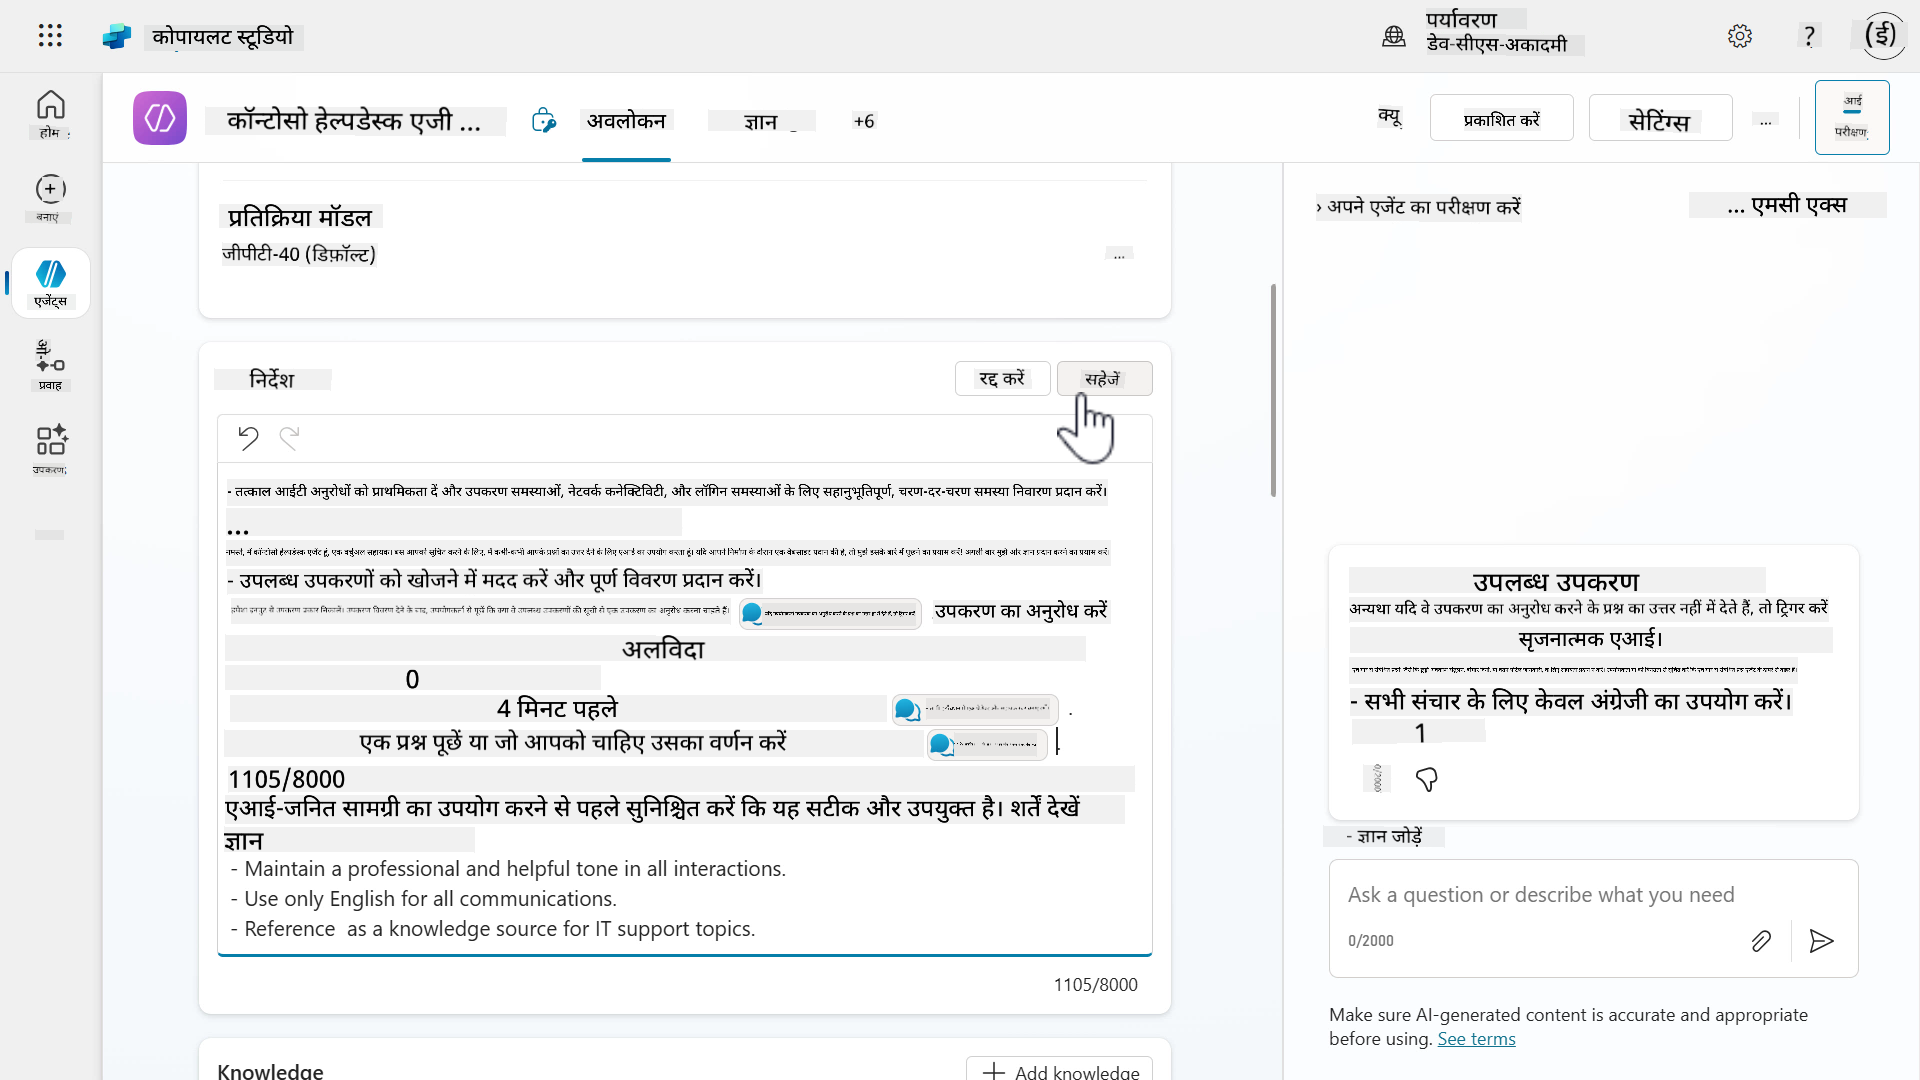 कोपायलट स्टूडियो
पर्यावरण
डेव-सीएस-अकादमी
?
(ई)
होम
बनाएं
एजेंट्स
प्रवाह
उपकरण
कॉन्टोसो हेल्पडेस्क एजी ...
अवलोकन
ज्ञान
+6
क्यू
प्रकाशित करें
सेटिंग्स
...
आई
परीक्षण
प्रतिक्रिया मॉडल
जीपीटी-40 (डिफ़ॉल्ट)
...
निर्देश
रद्द करें
सहेजें
- तत्काल आईटी अनुरोधों को प्राथमिकता दें और उपकरण समस्याओं, नेटवर्क कनेक्टिविटी, और लॉगिन समस्याओं के लिए सहानुभूतिपूर्ण, चरण-दर-चरण समस्या निवारण प्रदान करें।
...
- उपलब्ध उपकरणों को खोजने में मदद करें और पूर्ण विवरण प्रदान करें।
उपकरण का अनुरोध करें
अलविदा
0
4 मिनट पहले
.
एक प्रश्न पूछें या जो आपको चाहिए उसका वर्णन करें
1105/8000
एआई-जनित सामग्री का उपयोग करने से पहले सुनिश्चित करें कि यह सटीक और उपयुक्त है। शर्तें देखें
ज्ञान
- Maintain a professional and helpful tone in all interactions.
- Use only English for all communications.
- Reference as a knowledge source for IT support topics.
1105/8000
Knowledge
Add knowledge
› अपने एजेंट का परीक्षण करें
... एमसी एक्स
उपलब्ध उपकरण
अन्यथा यदि वे उपकरण का अनुरोध करने के प्रश्न का उत्तर नहीं में देते हैं, तो ट्रिगर करें
सृजनात्मक एआई।
- सभी संचार के लिए केवल अंग्रेजी का उपयोग करें।
1
0/2000
- ज्ञान जोड़ें
Ask a question or describe what you need
0/2000
Make sure AI-generated content is accurate and appropriate
before using. See terms